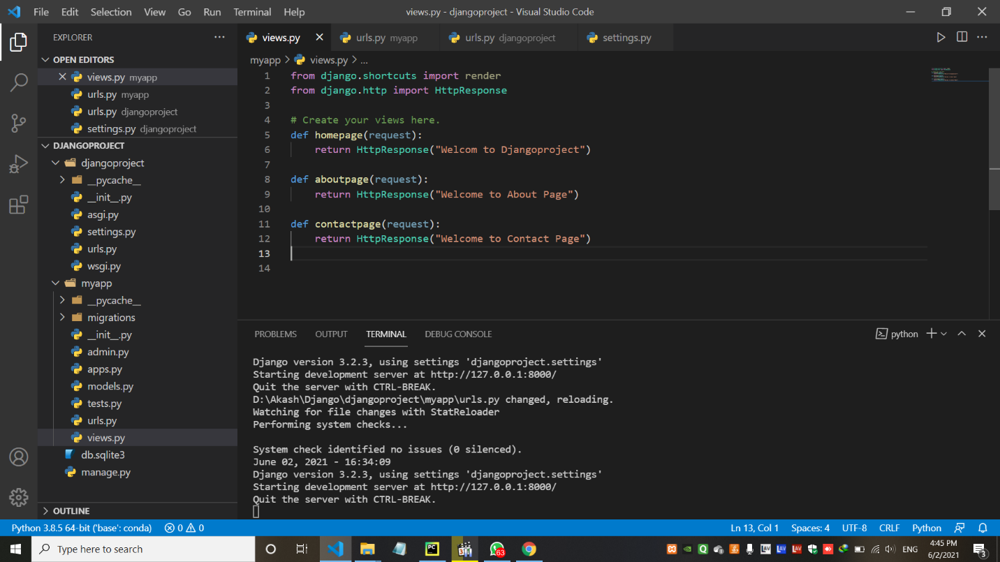 File Edit Selection View Go Run Terminal Help views.py - djangoproject - Visual Studio Code
EXPLORER
OPEN EDITORS
views.py myapp
urls.py myapp
urls.py djangoproject
settings.py djangoproject
DJANGOPROJECT
djangoproject
__pycache__
__init__.py
asgi.py
settings.py
urls.py
wsgi.py
myapp
__pycache__
migrations
__init__.py
admin.py
apps.py
models.py
tests.py
urls.py
views.py
db.sqlite3
manage.py
OUTLINE
views.py urls.py myapp urls.py djangoproject settings.py
myapp > views.py > ...
1 from django.shortcuts import render
2 from django.http import HttpResponse
3
4 # Create your views here.
5 def homepage(request):
6 return HttpResponse("Welcom to Djangoproject")
7
8 def aboutpage(request):
9 return HttpResponse("Welcome to About Page")
10
11 def contactpage(request):
12 return HttpResponse("Welcome to Contact Page")
13
14
PROBLEMS OUTPUT TERMINAL DEBUG CONSOLE python
Django version 3.2.3, using settings 'djangoproject.settings'
Starting development server at http://127.0.0.1:8000/
Quit the server with CTRL-BREAK.
D:\Akash\Django\djangoproject\myapp\urls.py changed, reloading.
Watching for file changes with StatReloader
Performing system checks...
System check identified no issues (0 silenced).
June 02, 2021 - 16:34:09
Django version 3.2.3, using settings 'djangoproject.settings'
Starting development server at http://127.0.0.1:8000/
Quit the server with CTRL-BREAK.
Python 3.8.5 64-bit ('base': conda) 0 0 Ln 13, Col 1 Spaces: 4 UTF-8 CRLF Python
Type here to search
PC
63
LAV LAV LAV
ENG
4:45 PM
6/2/2021
3